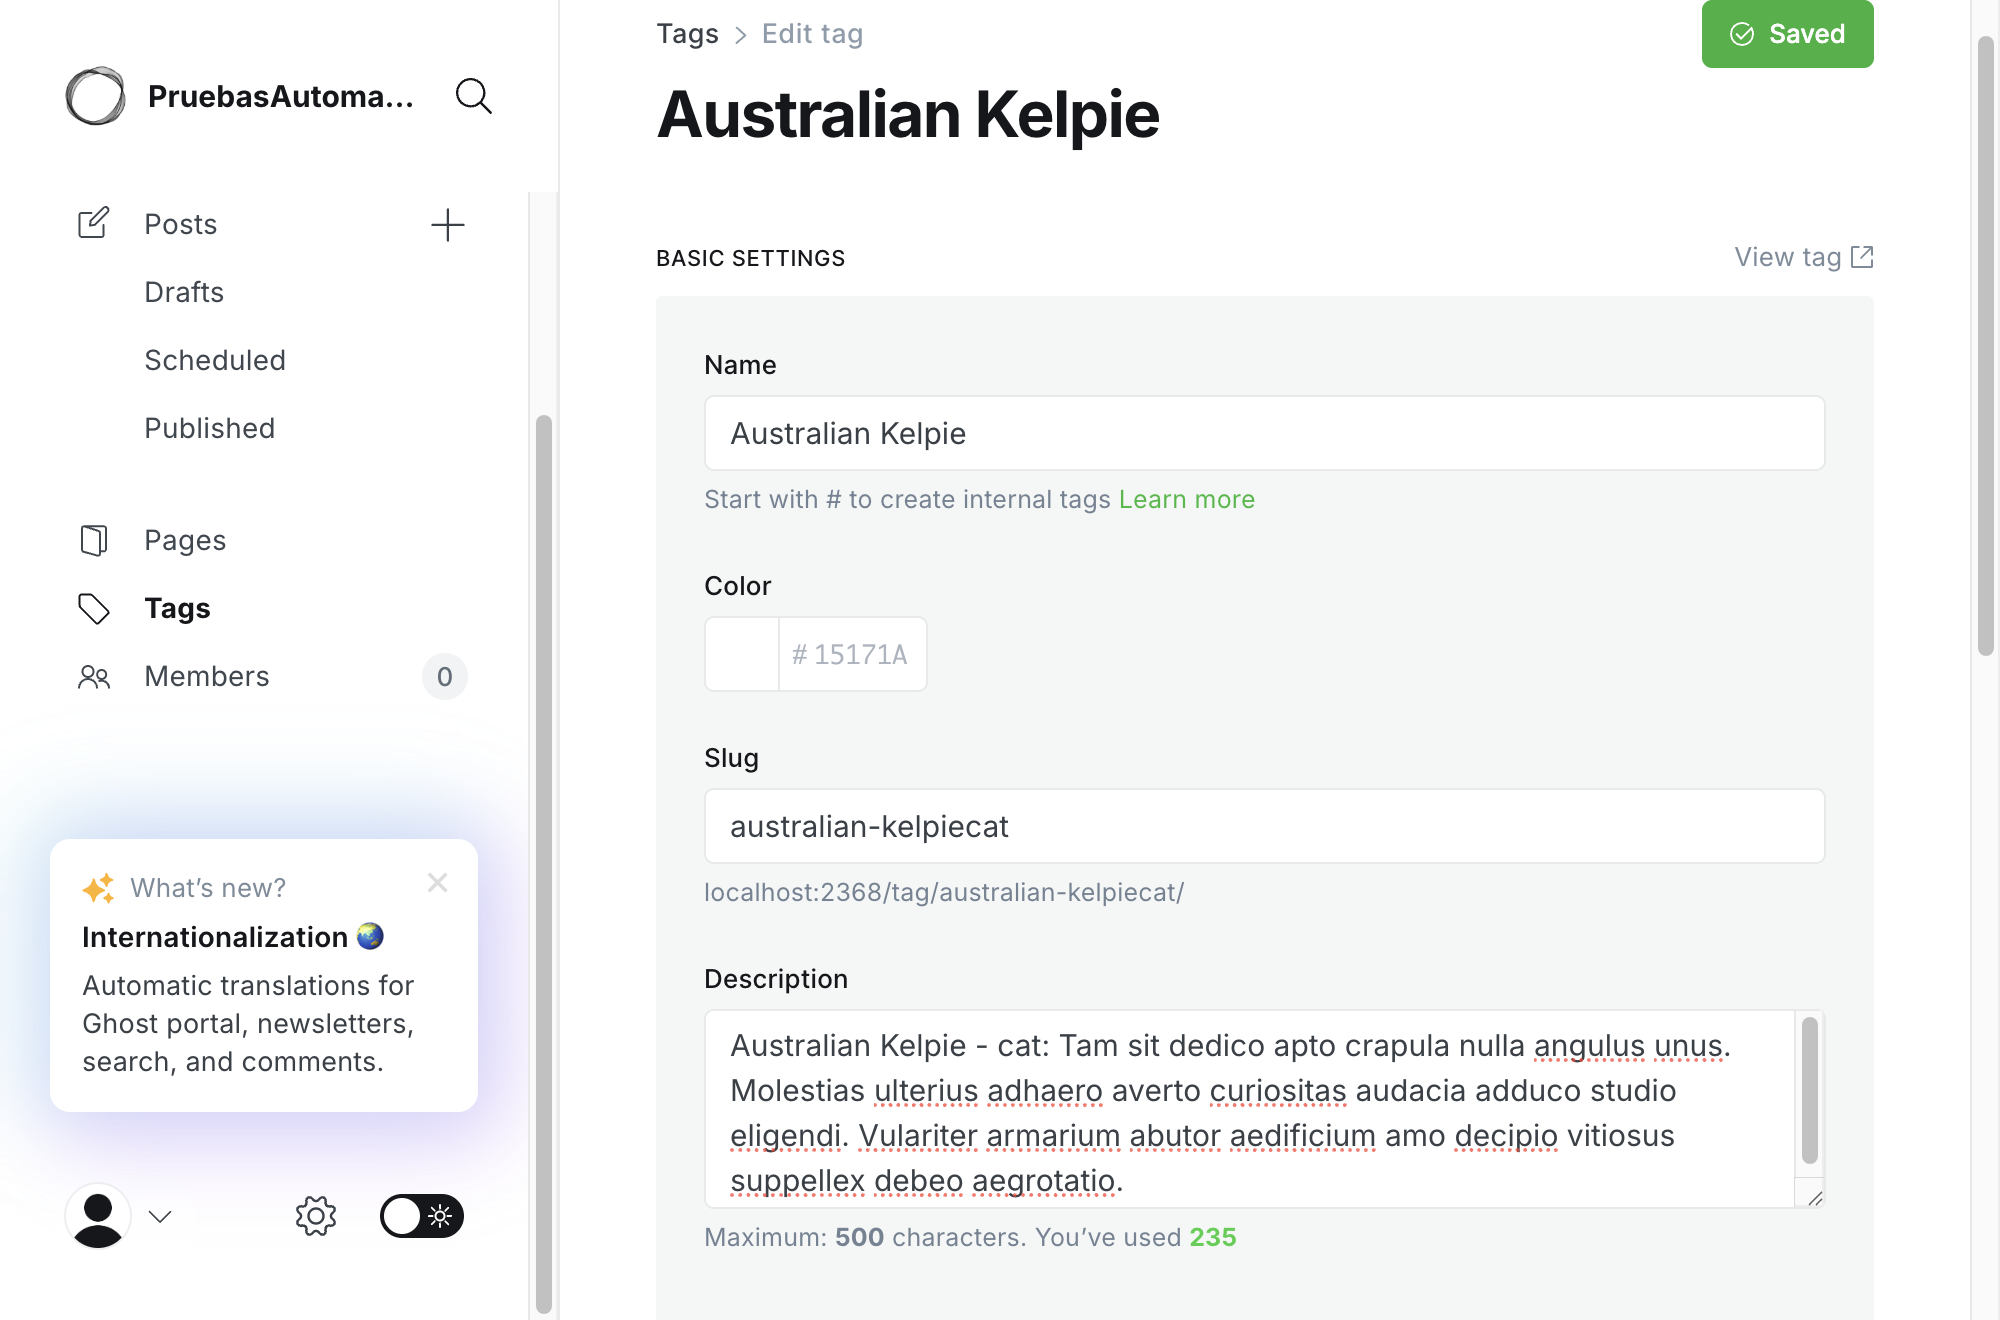 PruebasAutoma...
Posts
Drafts
Scheduled
Published
Pages
Tags
Members
0
What’s new?
Internationalization
Automatic translations for
Ghost portal, newsletters,
search, and comments.
Tags > Edit tag
Saved
Australian Kelpie
BASIC SETTINGS
View tag
Name
Australian Kelpie
Start with # to create internal tags Learn more
Color
# 15171A
Slug
australian-kelpiecat
localhost:2368/tag/australian-kelpiecat/
Description
Australian Kelpie - cat: Tam sit dedico apto crapula nulla angulus unus.
Molestias ulterius adhaero averto curiositas audacia adduco studio
eligendi. Vulariter armarium abutor aedificium amo decipio vitiosus
suppellex debeo aegrotatio.
Maximum: 500 characters. You’ve used 235